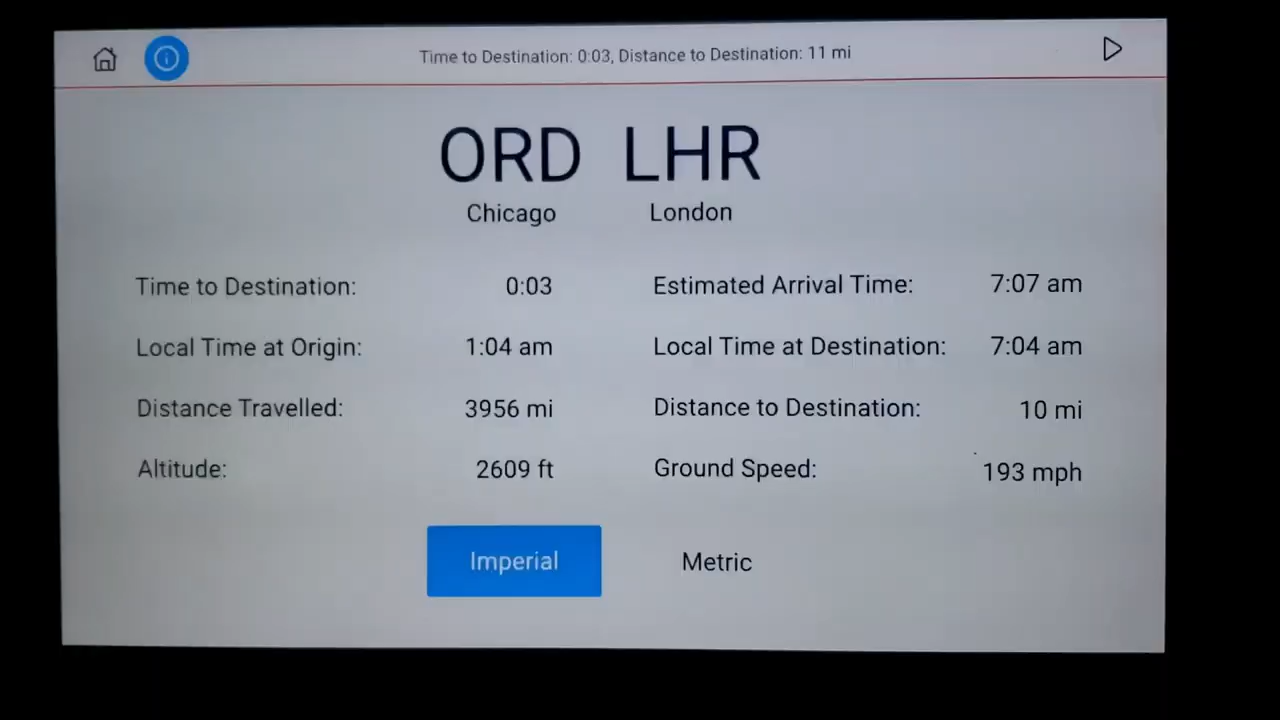 Time to Destination: 0:03, Distance to Destination: 11 mi
ORD LHR
Chicago London
Time to Destination: 0:03 Estimated Arrival Time: 7:07 am
Local Time at Origin: 1:04 am Local Time at Destination: 7:04 am
Distance Travelled: 3956 mi Distance to Destination: 10 mi
Altitude: 2609 ft Ground Speed: 193 mph
Imperial Metric